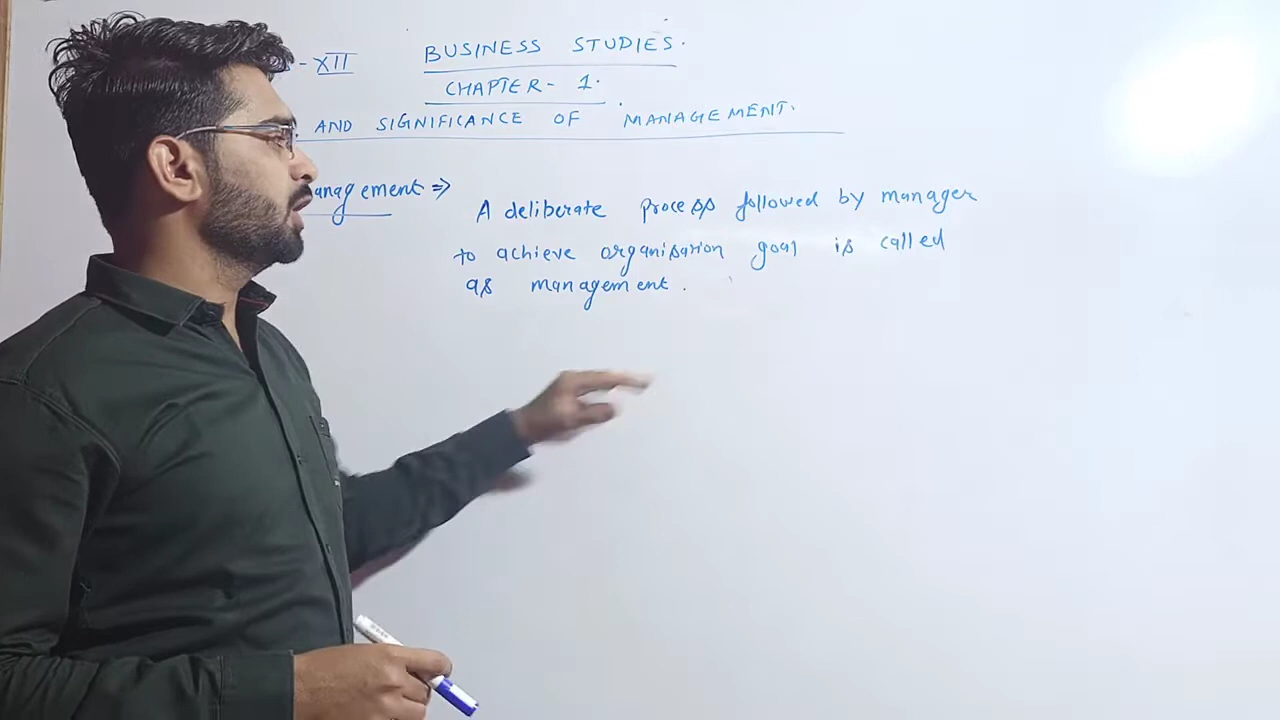 - XII BUSINESS STUDIES.
CHAPTER- 1.
AND SIGNIFICANCE OF MANAGEMENT.
anagement ⇒ A deliberate process followed by manager
to achieve organisation goal is called
as management.